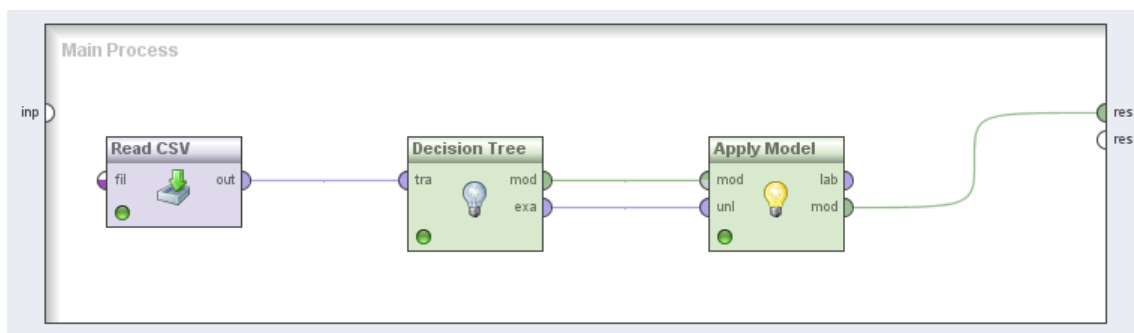 Main Process
inp
res
res
Read CSV
fil
out
Decision Tree
tra
mod
exa
Apply Model
mod
lab
unl
mod